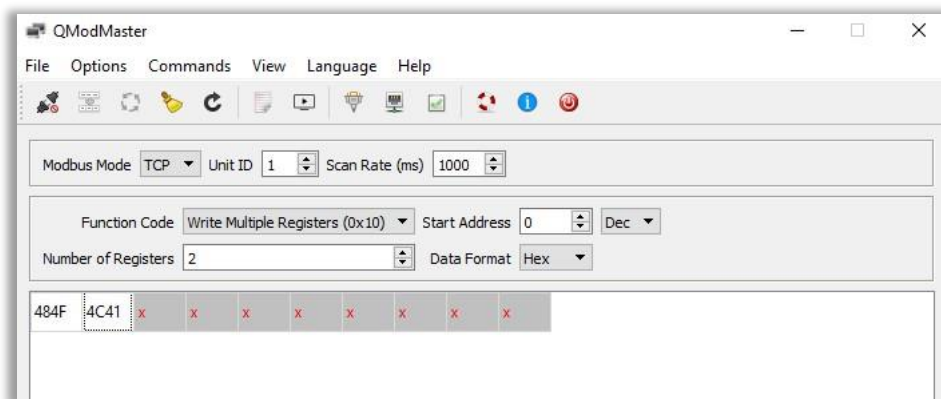 QModMaster
File Options Commands View Language Help
Modbus Mode TCP Unit ID 1 Scan Rate (ms) 1000
Function Code Write Multiple Registers (0x10) Start Address 0 Dec
Number of Registers 2 Data Format Hex
484F 4C41 x x x x x x x x